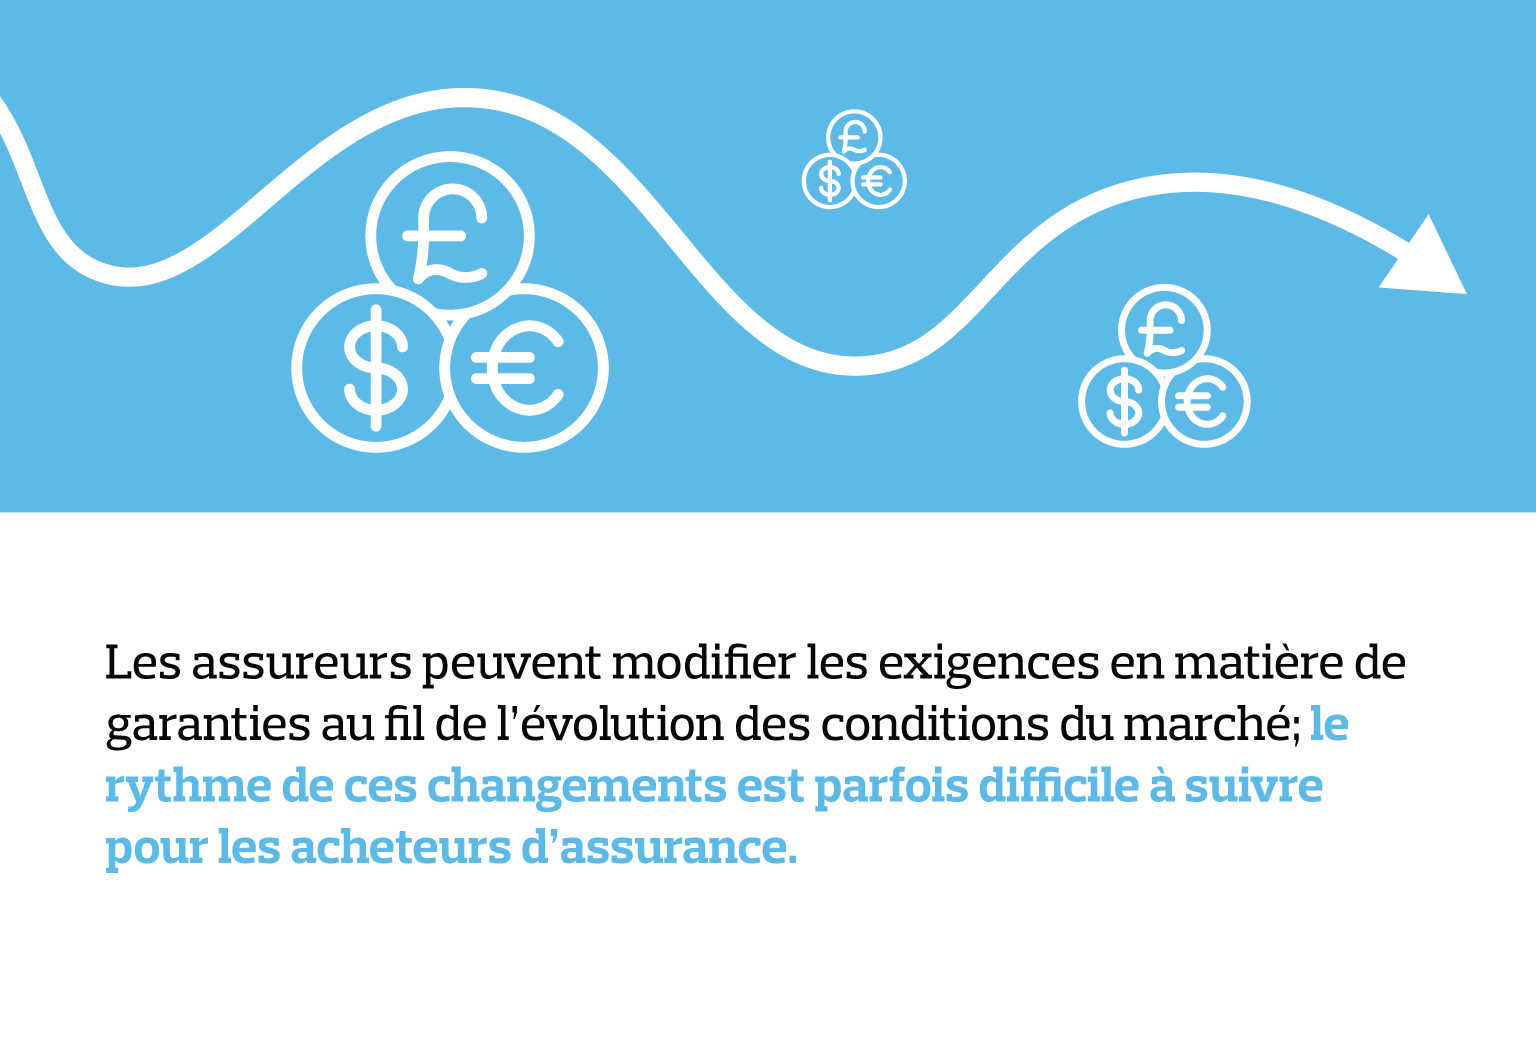 £
$ €
£
$ €
£
$ €
Les assureurs peuvent modifier les exigences en matière de
garanties au fil de l’évolution des conditions du marché; le
rythme de ces changements est parfois difficile à suivre
pour les acheteurs d’assurance.